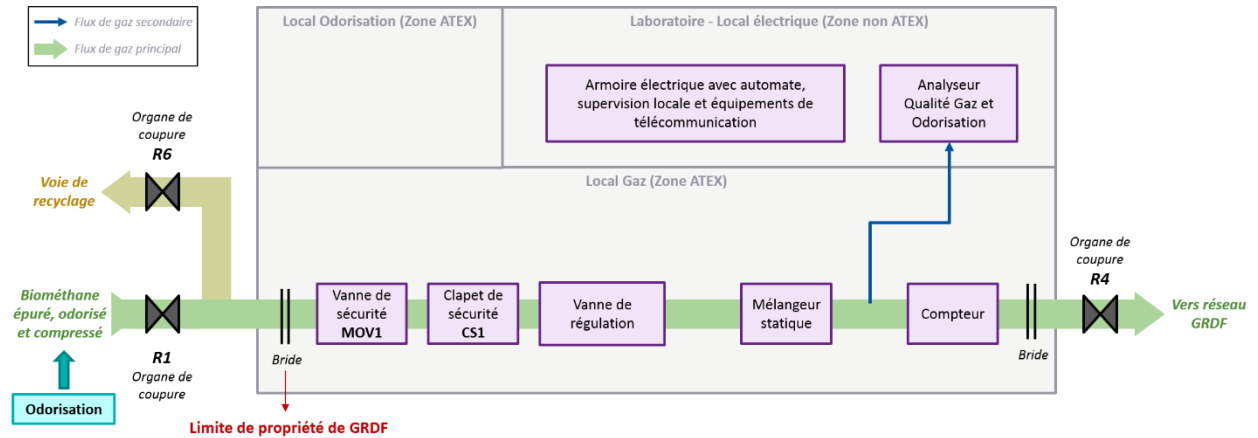 Flux de gaz secondaire
Flux de gaz principal
Local Odorisation (Zone ATEX)
Laboratoire - Local électrique (Zone non ATEX)
Armoire électrique avec automate,
supervision locale et équipements de
télécommunication
Analyseur
Qualité Gaz et
Odorisation
Organe de
coupure
R6
Voie de
recyclage
Local Gaz (Zone ATEX)
Biométhane
épuré, odorisé
et compressé
R1
Organe de
coupure
Odorisation
Bride
Limite de propriété de GRDF
Vanne de
sécurité
MOV1
Clapet de
sécurité
CS1
Vanne de
régulation
Mélangeur
statique
Compteur
Bride
Organe de
coupure
R4
Vers réseau
GRDF